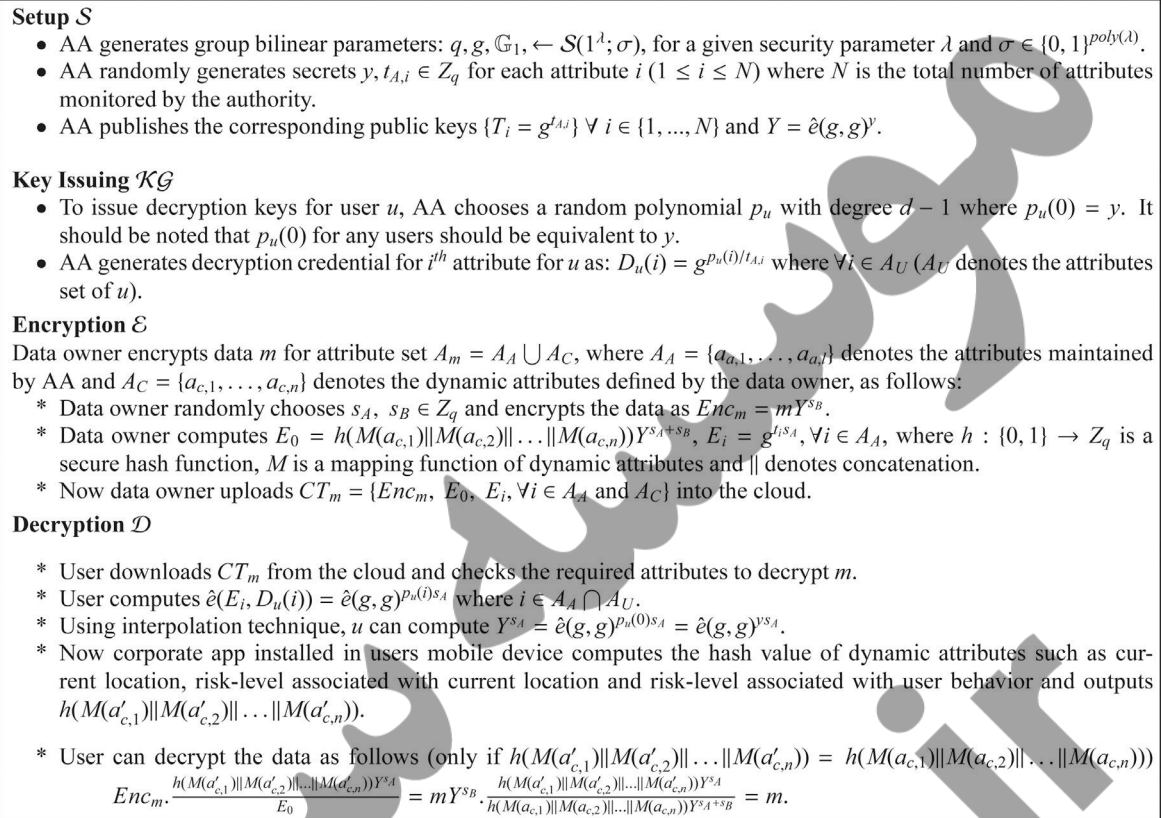 Setup 𝒮
• AA generates group bilinear parameters: q, g, 𝔾₁, ← 𝒮(1^λ; σ), for a given security parameter λ and σ ∈ {0, 1}^{poly(λ)}.
• AA randomly generates secrets y, t_{A,i} ∈ Z_q for each attribute i (1 ≤ i ≤ N) where N is the total number of attributes
monitored by the authority.
• AA publishes the corresponding public keys {T_i = g^{t_{A,i}}} ∀ i ∈ {1, ..., N} and Y = ê(g, g)^y.
Key Issuing 𝒦𝒢
• To issue decryption keys for user u, AA chooses a random polynomial p_u with degree d − 1 where p_u(0) = y. It
should be noted that p_u(0) for any users should be equivalent to y.
• AA generates decryption credential for i^{th} attribute for u as: D_u(i) = g^{p_u(i)/t_{A,i}} where ∀i ∈ A_U (A_U denotes the attributes
set of u).
Encryption ℰ
Data owner encrypts data m for attribute set A_m = A_A ⋃ A_C, where A_A = {a_{a,1}, . . . , a_{a,l}} denotes the attributes maintained
by AA and A_C = {a_{c,1}, . . . , a_{c,n}} denotes the dynamic attributes defined by the data owner, as follows:
* Data owner randomly chooses s_A, s_B ∈ Z_q and encrypts the data as Enc_m = mY^{s_B}.
* Data owner computes E_0 = h(M(a_{c,1})||M(a_{c,2})|| . . . ||M(a_{c,n}))Y^{s_A+s_B}, E_i = g^{t_i s_A}, ∀i ∈ A_A, where h : {0, 1} → Z_q is a
secure hash function, M is a mapping function of dynamic attributes and || denotes concatenation.
* Now data owner uploads CT_m = {Enc_m, E_0, E_i, ∀i ∈ A_A and A_C} into the cloud.
Decryption 𝒟
* User downloads CT_m from the cloud and checks the required attributes to decrypt m.
* User computes ê(E_i, D_u(i)) = ê(g, g)^{p_u(i)s_A} where i ∈ A_A ⋂ A_U.
* Using interpolation technique, u can compute Y^{s_A} = ê(g, g)^{p_u(0)s_A} = ê(g, g)^{ys_A}.
* Now corporate app installed in users mobile device computes the hash value of dynamic attributes such as cur-
rent location, risk-level associated with current location and risk-level associated with user behavior and outputs
h(M(a′_{c,1})||M(a′_{c,2})|| . . . ||M(a′_{c,n})).
* User can decrypt the data as follows (only if h(M(a′_{c,1})||M(a′_{c,2})|| . . . ||M(a′_{c,n})) = h(M(a_{c,1})||M(a_{c,2})|| . . . ||M(a_{c,n})))
Enc_m. h(M(a′_{c,1})||M(a′_{c,2})||...||M(a′_{c,n}))Y^{s_A} / E_0 = mY^{s_B}. h(M(a′_{c,1})||M(a′_{c,2})||...||M(a′_{c,n}))Y^{s_A} / h(M(a_{c,1})||M(a_{c,2})||...||M(a_{c,n}))Y^{s_A+s_B} = m.
ir